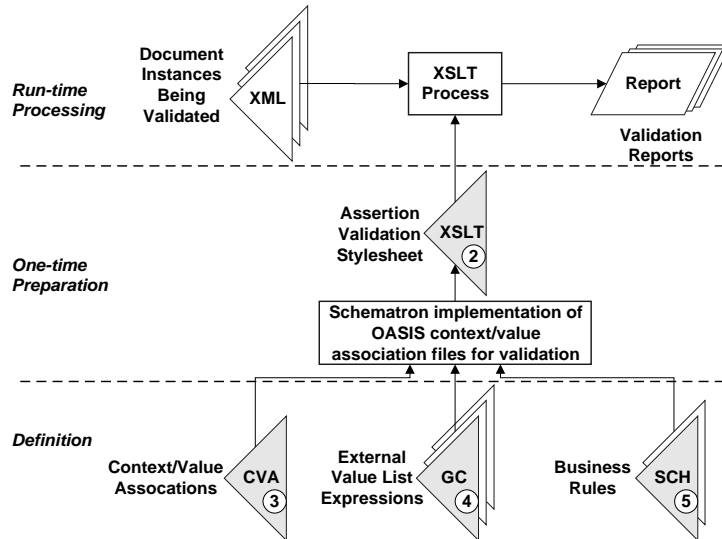 Run-time
Processing
Document
Instances
Being
Validated
XML
XSLT
Process
Report
Validation
Reports
One-time
Preparation
Assertion
Validation
Stylesheet
XSLT
2
Schematron implementation of
OASIS context/value
association files for validation
Definition
Context/Value
Assocations
CVA
3
External
Value List
Expressions
GC
4
Business
Rules
SCH
5